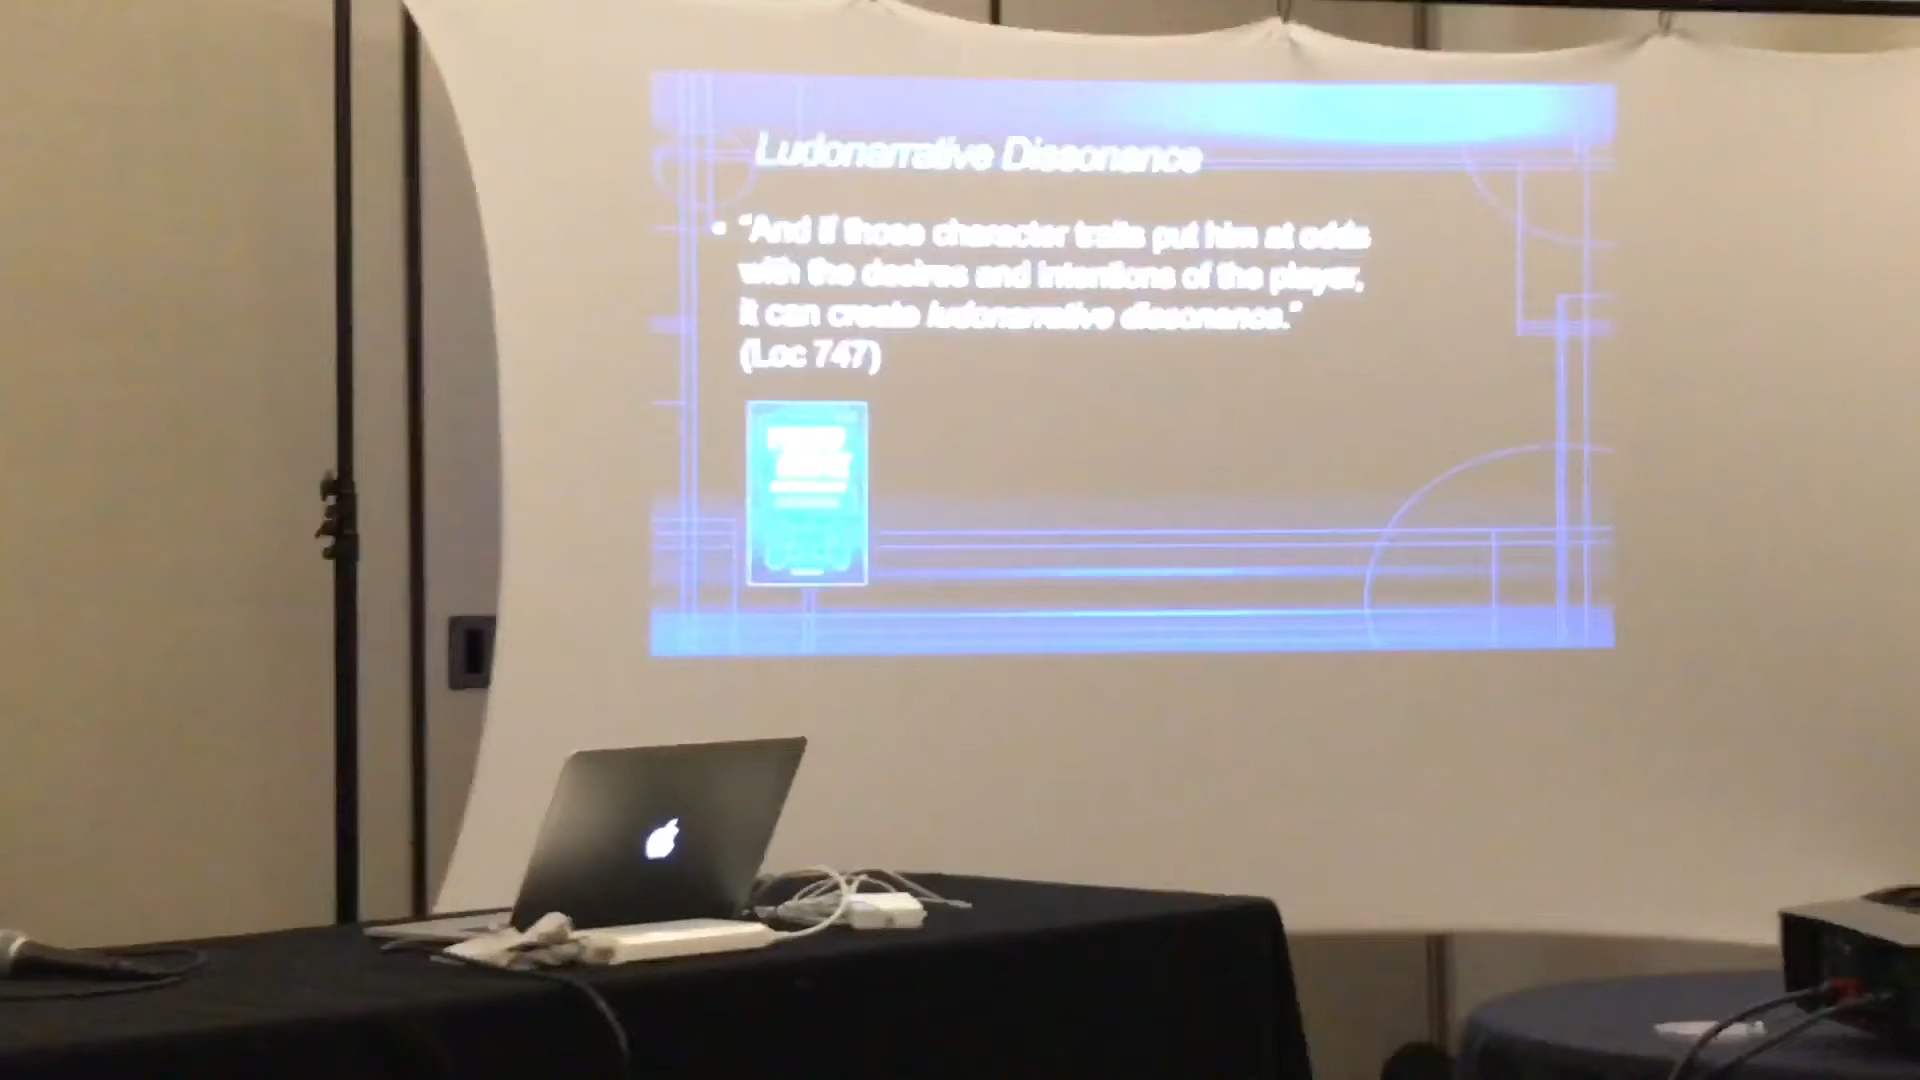 Ludonarrative Dissonance
• "And if those character traits put him at odds
with the desires and intentions of the player,
it can create ludonarrative dissonance."
(Loc 747)